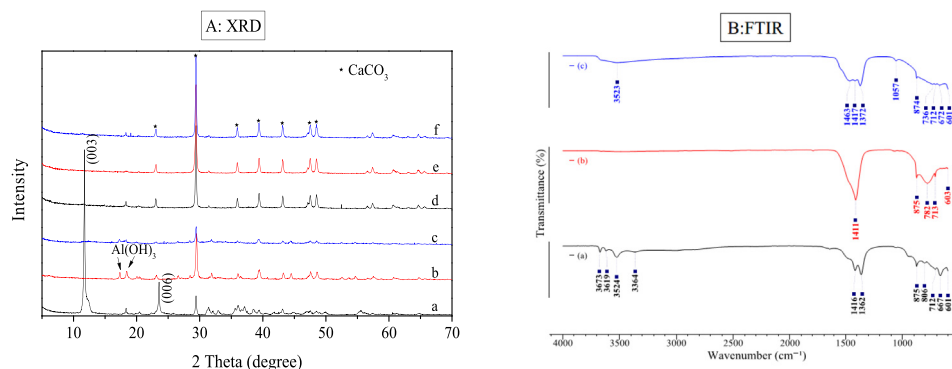 A: XRD
* CaCO3
(003
Al(OH)3
(006)
f
e
d
c
b
a
Intensity
10
20
30
40
50
60
70
2 Theta (degree)
B:FTIR
– (c)
3523
1463
1417
1372
1057
874
736
712
672
601
– (b)
1411
875
782
713
603
– (a)
3673
3619
3524
3364
1416
1362
875
806
712
667
601
Transmittance (%)
4000
3500
3000
2500
2000
1500
1000
Wavenumber (cm⁻¹)